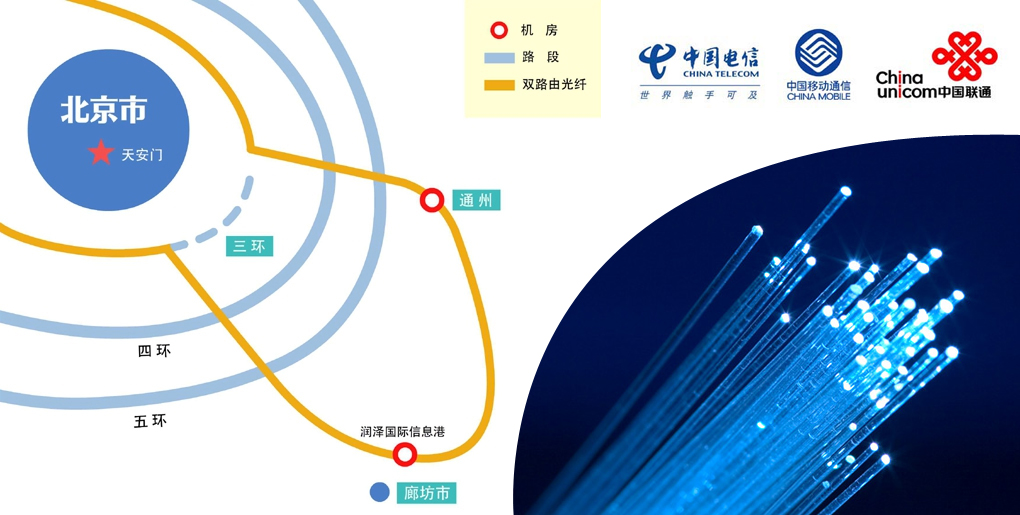 机 房
路 段
双路由光纤
中国电信
CHINA TELECOM
世 界 触 手 可 及
中国移动通信
CHINA MOBILE
China
unicom中国联通
北京市
天安门
通 州
三 环
四 环
五 环
润泽国际信息港
廊坊市